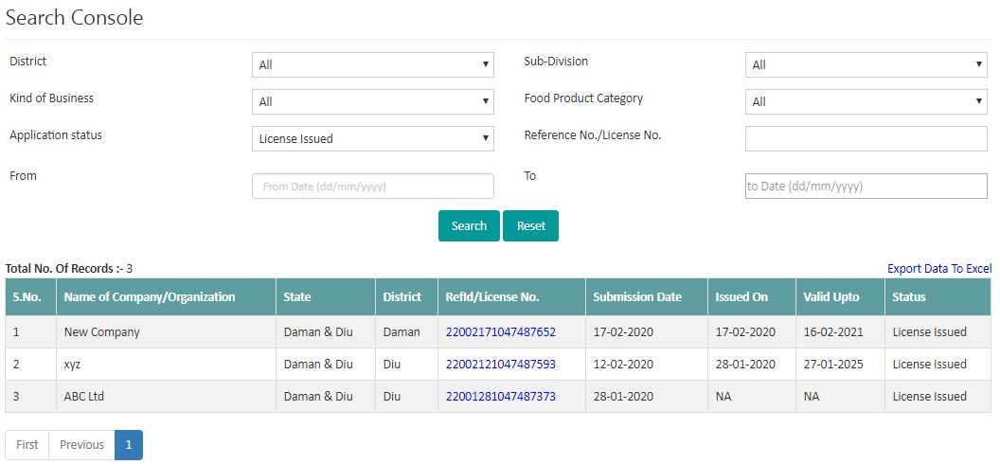 Search Console
District All Sub-Division All
Kind of Business All Food Product Category All
Application status License Issued Reference No./License No.
From From Date (dd/mm/yyyy) To to Date (dd/mm/yyyy)
Search Reset
Total No. Of Records :- 3 Export Data To Excel
S.No. Name of Company/Organization State District RefId/License No. Submission Date Issued On Valid Upto Status
1 New Company Daman & Diu Daman 22002171047487652 17-02-2020 17-02-2020 16-02-2021 License Issued
2 xyz Daman & Diu Diu 22002121047487593 12-02-2020 28-01-2020 27-01-2025 License Issued
3 ABC Ltd Daman & Diu Diu 22001281047487373 28-01-2020 NA NA License Issued
First Previous 1